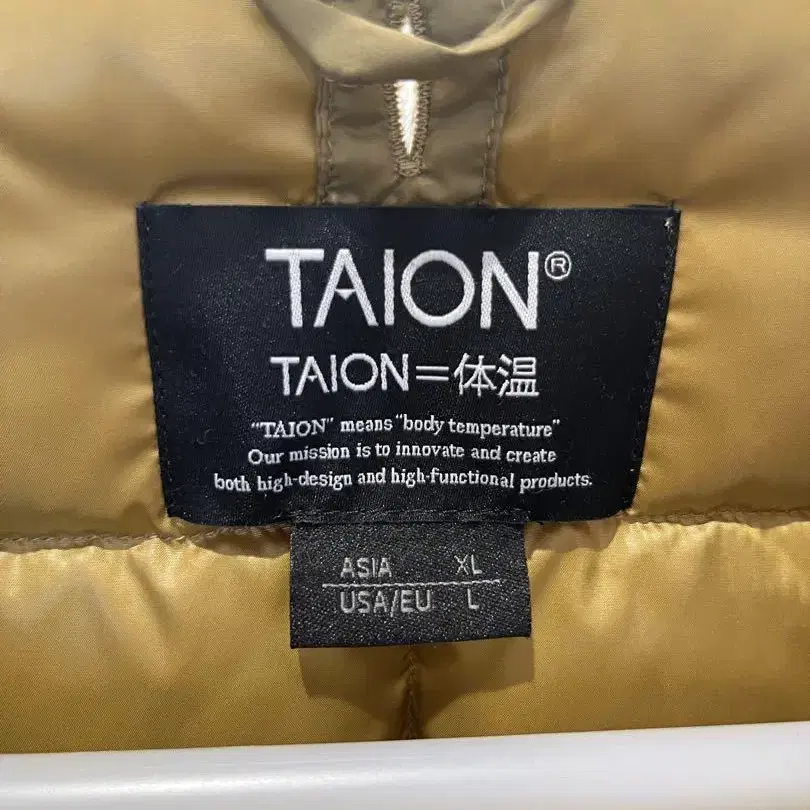 TAION®
TAION=体温
"TAION" means "body temperature"
Our mission is to innovate and create
both high-design and high-functional products.
ASIA XL
USA/EU L